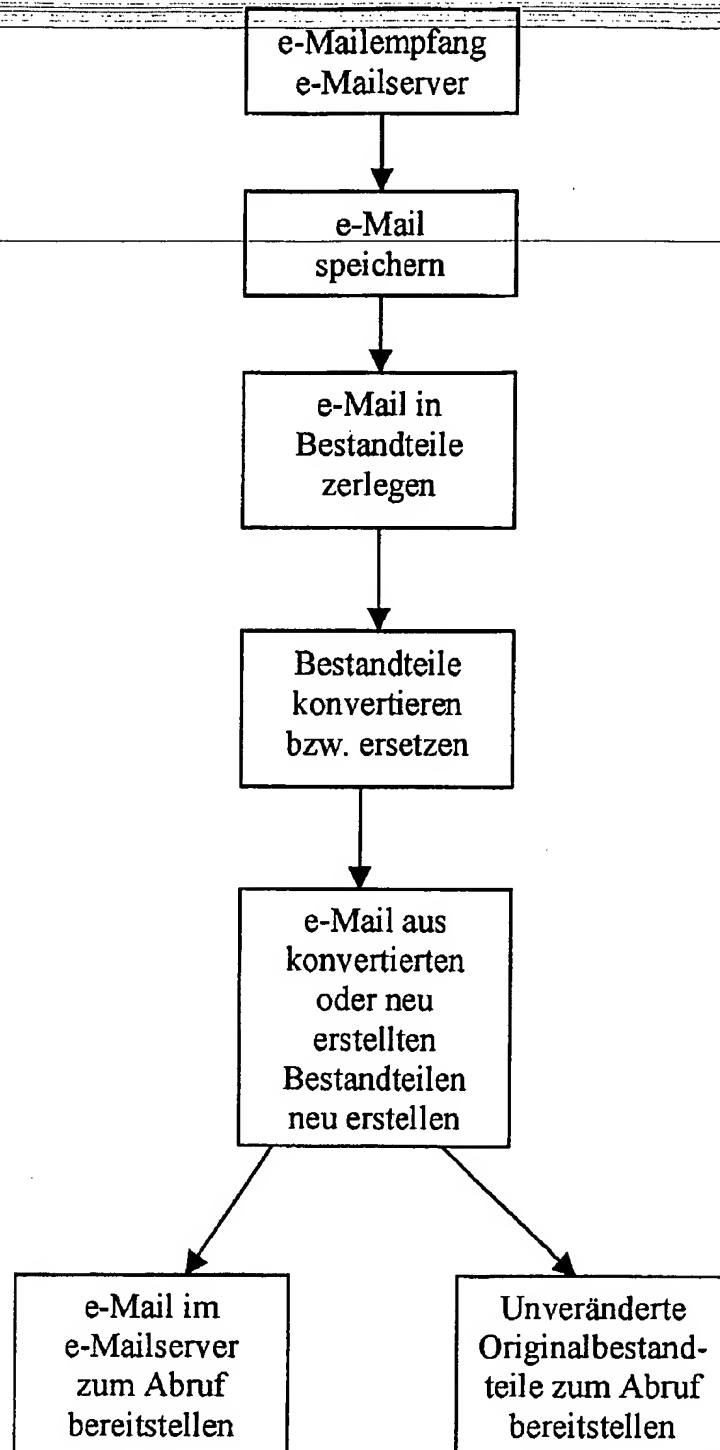 e-Mailempfang
e-Mailserver
e-Mail
speichern
e-Mail in
Bestandteile
zerlegen
Bestandteile
konvertieren
bzw. ersetzen
e-Mail aus
konvertierten
oder neu
erstellten
Bestandteilen
neu erstellen
e-Mail im
e-Mailserver
zum Abruf
bereitstellen
Unveränderte
Originalbestand-
teile zum Abruf
bereitstellen